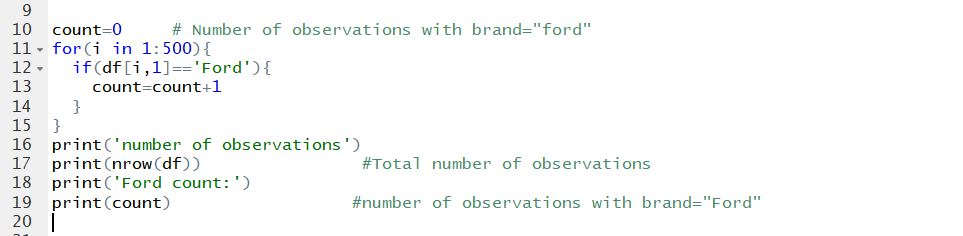 9
10 count=0     # Number of observations with brand="ford"
11 for(i in 1:500){
12   if(df[i,1]=='Ford'){
13     count=count+1
14   }
15 }
16 print('number of observations')
17 print(nrow(df))                #Total number of observations
18 print('Ford count:')
19 print(count)                  #number of observations with brand="Ford"
20